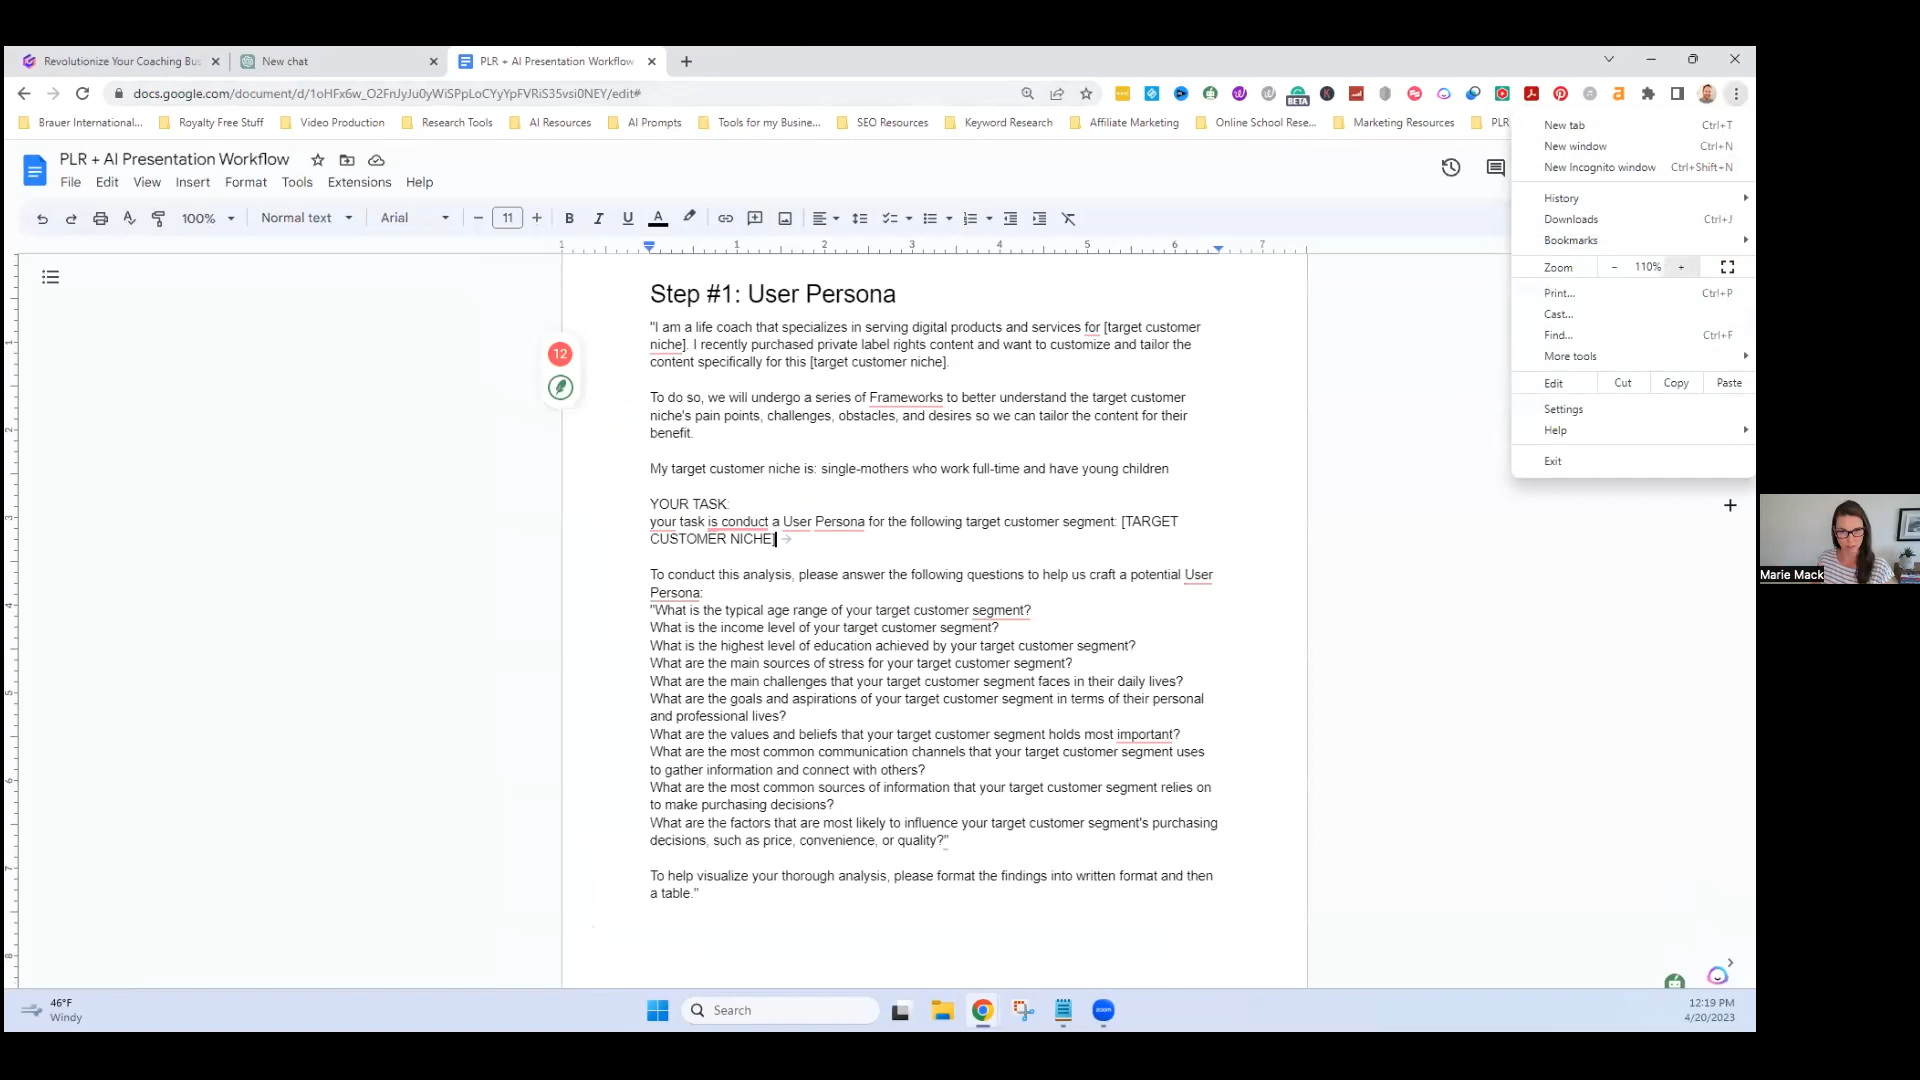 Revolutionize Your Coaching Bus
New chat
PLR + AI Presentation Workflow
docs.google.com/document/d/1oHFx6w_O2FnJyJu0yWiSPpLoCYyYpFVRiS35vsi0NEY/edit#
BETA
Brauer International...
Royalty Free Stuff
Video Production
Research Tools
AI Resources
AI Prompts
Tools for my Busine...
SEO Resources
Keyword Research
Affiliate Marketing
Online School Rese...
Marketing Resources
PLR
PLR + AI Presentation Workflow
File Edit View Insert Format Tools Extensions Help
100% Normal text Arial 11
New tab Ctrl+T
New window Ctrl+N
New Incognito window Ctrl+Shift+N
History
Downloads Ctrl+J
Bookmarks
Zoom - 110% +
Print... Ctrl+P
Cast...
Find... Ctrl+F
More tools
Edit Cut Copy Paste
Settings
Help
Exit
1 1 2 3 4 5 6 7
12
Step #1: User Persona
"I am a life coach that specializes in serving digital products and services for [target customer
niche]. I recently purchased private label rights content and want to customize and tailor the
content specifically for this [target customer niche].
To do so, we will undergo a series of Frameworks to better understand the target customer
niche's pain points, challenges, obstacles, and desires so we can tailor the content for their
benefit.
My target customer niche is: single-mothers who work full-time and have young children
YOUR TASK:
your task is conduct a User Persona for the following target customer segment: [TARGET
CUSTOMER NICHE]
To conduct this analysis, please answer the following questions to help us craft a potential User
Persona:
"What is the typical age range of your target customer segment?
What is the income level of your target customer segment?
What is the highest level of education achieved by your target customer segment?
What are the main sources of stress for your target customer segment?
What are the main challenges that your target customer segment faces in their daily lives?
What are the goals and aspirations of your target customer segment in terms of their personal
and professional lives?
What are the values and beliefs that your target customer segment holds most important?
What are the most common communication channels that your target customer segment uses
to gather information and connect with others?
What are the most common sources of information that your target customer segment relies on
to make purchasing decisions?
What are the factors that are most likely to influence your target customer segment's purchasing
decisions, such as price, convenience, or quality?"
To help visualize your thorough analysis, please format the findings into written format and then
a table."
Marie Mack
46°F
Windy
Search
zoom
12:19 PM
4/20/2023